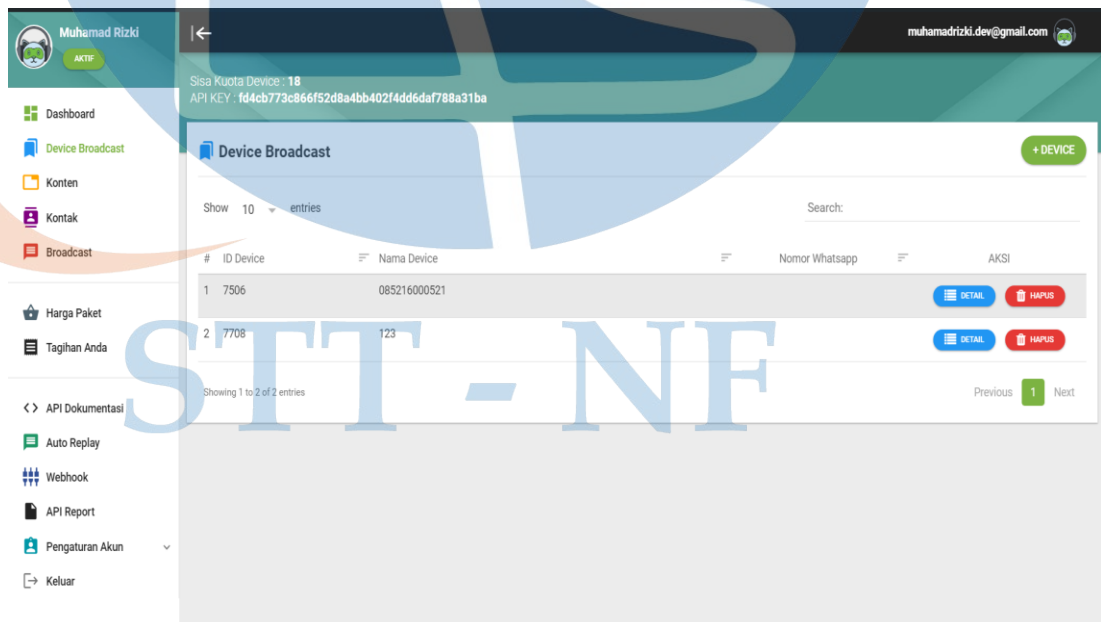 Muhamad Rizki
AKTIF
muhamadrizki.dev@gmail.com
Sisa Kuota Device : 18
API KEY : fd4cb773c866f52d8a4bb402f4dd6daf788a31ba
Dashboard
Device Broadcast
Konten
Kontak
Broadcast
Harga Paket
Tagihan Anda
API Dokumentasi
Auto Replay
Webhook
API Report
Pengaturan Akun
Keluar
Device Broadcast
+ DEVICE
Show 10 entries
Search:
# ID Device Nama Device Nomor Whatsapp AKSI
1 7506 085216000521 DETAIL HAPUS
2 7708 123 DETAIL HAPUS
Showing 1 to 2 of 2 entries
Previous 1 Next
STT - NF